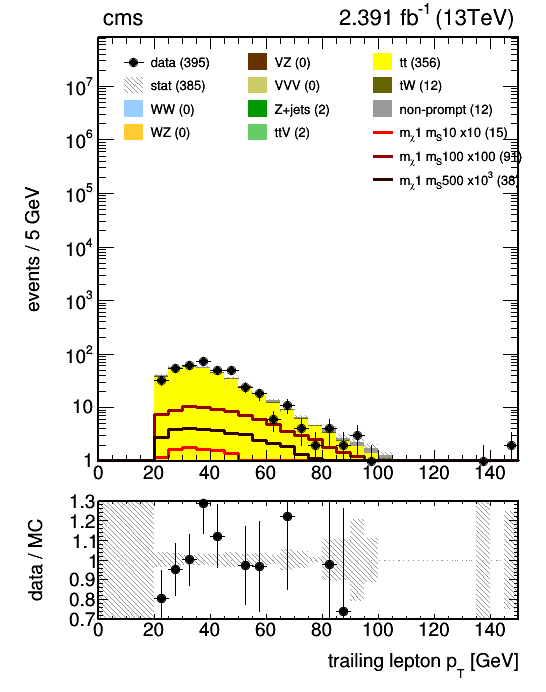 cms 2.391 fb⁻¹ (13TeV)
data (395) VZ (0) tt (356)
stat (385) VVV (0) tW (12)
WW (0) Z+jets (2) non-prompt (12)
WZ (0) ttV (2) mχ1 mS10 x10 (15)
mχ1 mS100 x100 (91)
mχ1 mS500 x10³ (38)
events / 5 GeV
10⁷
10⁶
10⁵
10⁴
10³
10²
10
1
0 20 40 60 80 100 120 140
data / MC
1.3
1.2
1.1
1
0.9
0.8
0.7
0 20 40 60 80 100 120 140
trailing lepton pT [GeV]